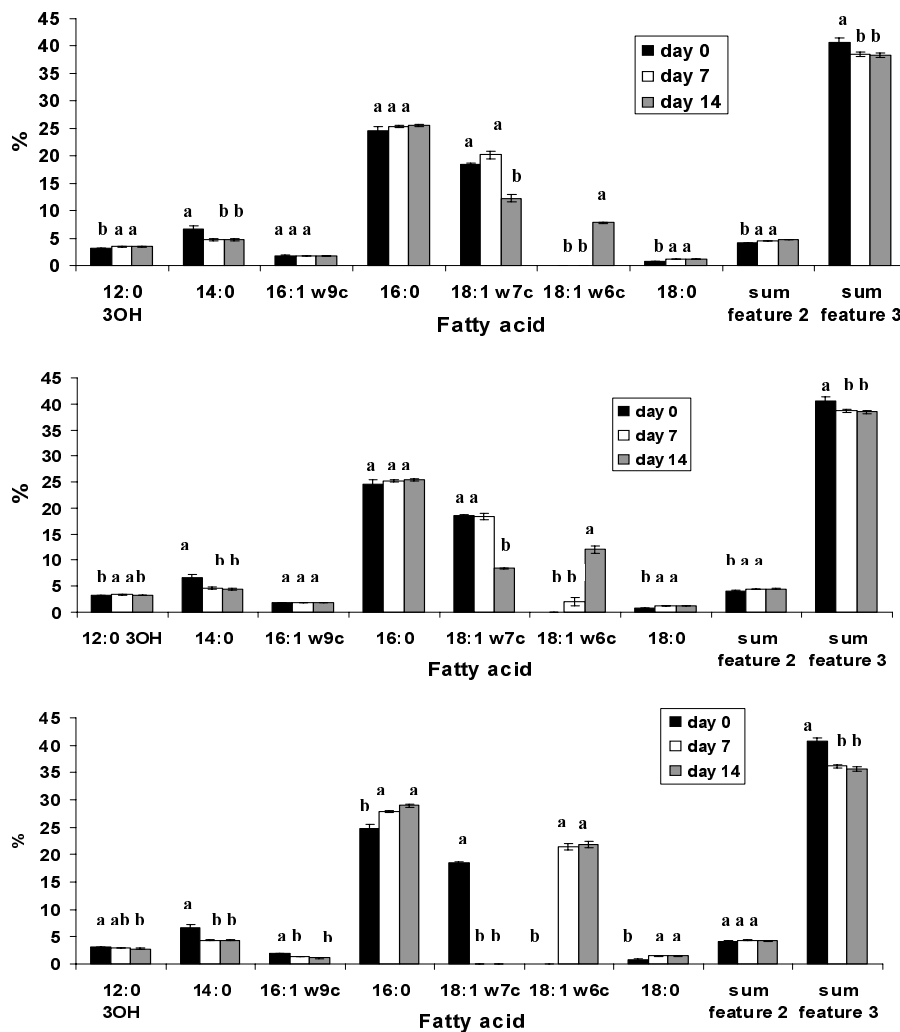 45
40
35
30
25
20
15
10
5
0
%
day 0
day 7
day 14
b a a
a b b
a a a
a a a
a a b
b b a
b a a
b a a
a b b
12:0 3OH
14:0
16:1 w9c
16:0
18:1 w7c
18:1 w6c
18:0
sum feature 2
sum feature 3
Fatty acid
45
40
35
30
25
20
15
10
5
0
%
day 0
day 7
day 14
b a ab
a b b
a a a
a a a
a a b
b b a
b a a
b a a
a b b
12:0 3OH
14:0
16:1 w9c
16:0
18:1 w7c
18:1 w6c
18:0
sum feature 2
sum feature 3
Fatty acid
45
40
35
30
25
20
15
10
5
0
%
day 0
day 7
day 14
a ab b
a b b
a b b
b a a
a b b
b a a
b a a
a a a
a b b
12:0 3OH
14:0
16:1 w9c
16:0
18:1 w7c
18:1 w6c
18:0
sum feature 2
sum feature 3
Fatty acid